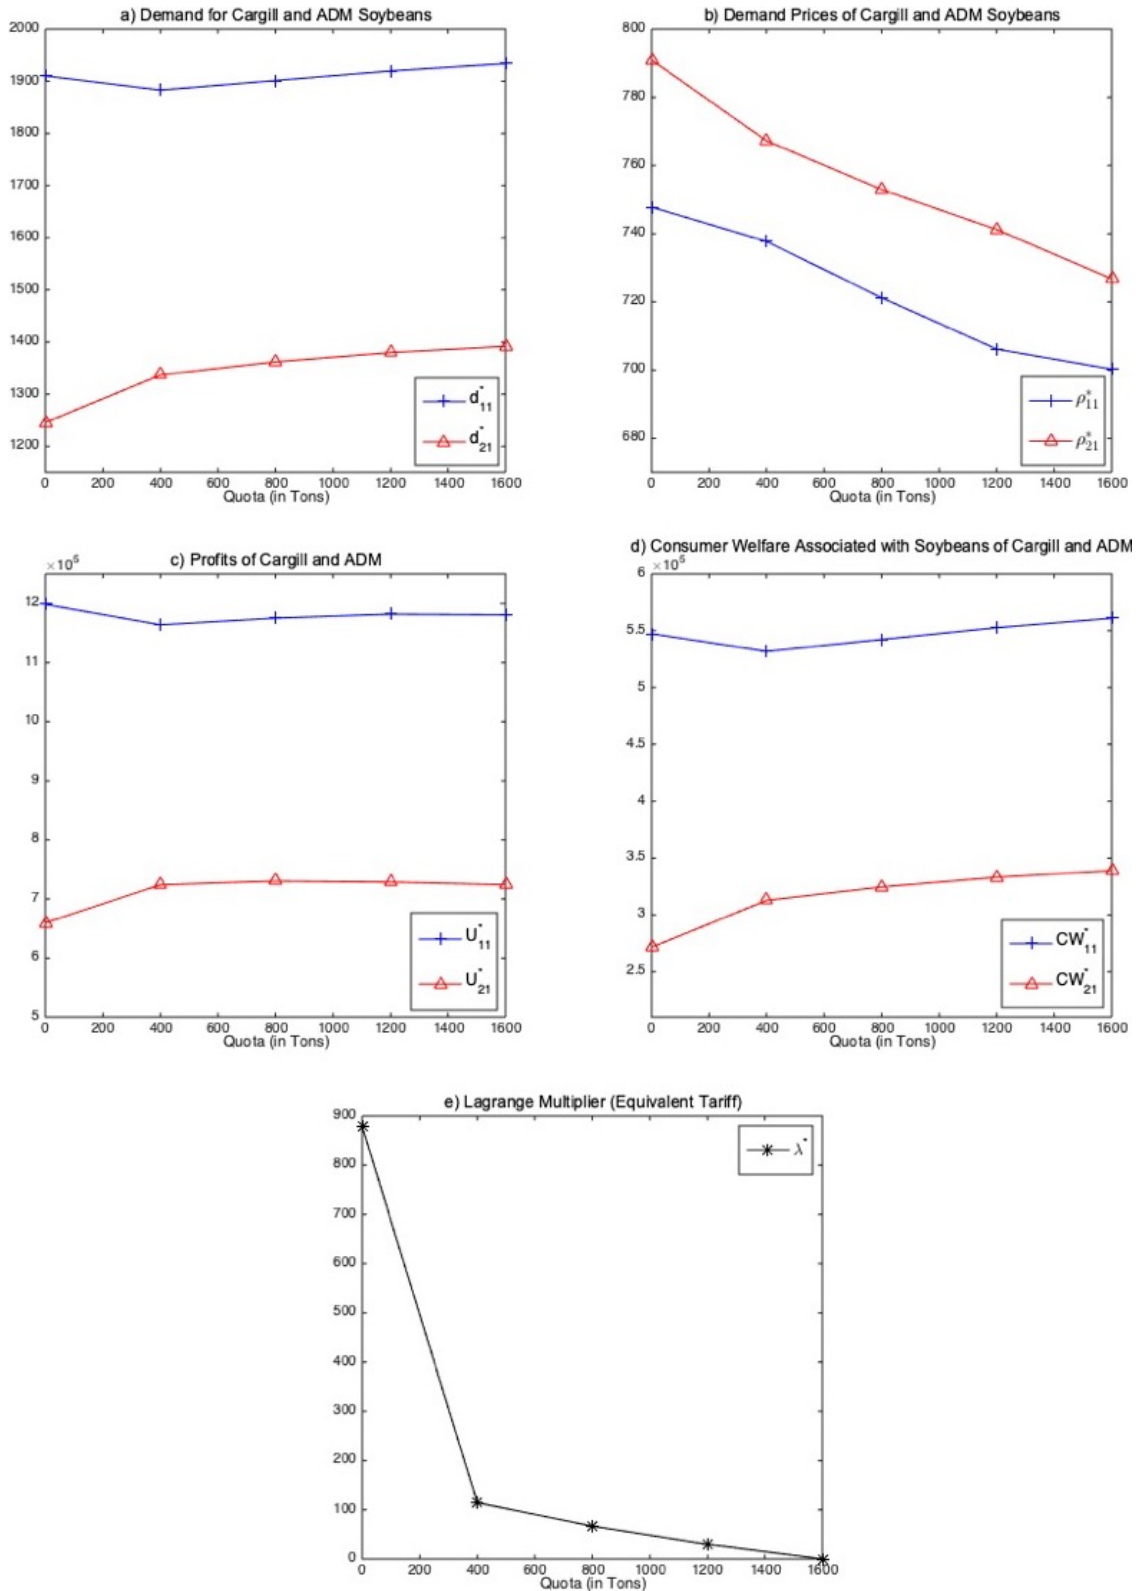 a) Demand for Cargill and ADM Soybeans
2000
1900
1800
1700
1600
1500
1400
1300
1200
d*11
d*21
0 200 400 600 800 1000 1200 1400 1600
Quota (in Tons)
b) Demand Prices of Cargill and ADM Soybeans
800
780
760
740
720
700
680
ρ*11
ρ*21
0 200 400 600 800 1000 1200 1400 1600
Quota (in Tons)
c) Profits of Cargill and ADM
×10⁵
12
11
10
9
8
7
6
5
U*11
U*21
0 200 400 600 800 1000 1200 1400 1600
Quota (in Tons)
d) Consumer Welfare Associated with Soybeans of Cargill and ADM
×10⁵
6
5.5
5
4.5
4
3.5
3
2.5
CW*11
CW*21
0 200 400 600 800 1000 1200 1400 1600
Quota (in Tons)
e) Lagrange Multiplier (Equivalent Tariff)
900
800
700
600
500
400
300
200
100
0
λ*
0 200 400 600 800 1000 1200 1400 1600
Quota (in Tons)